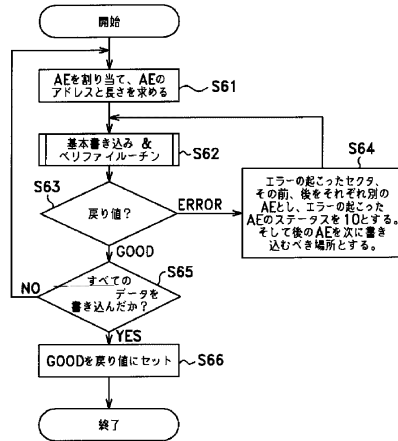 開始
AEを割り当て、AEの
アドレスと長さを求める
S61
基本書き込み &
ベリファイルーチン
S62
S63
戻り値？
ERROR
S64
エラーの起こったセクタ、
その前、後をそれぞれ別の
AEとし、エラーの起こった
AEのステータスを10とする。
そして後のAEを次に書き
込むべき場所とする。
GOOD
S65
すべての
データを
書き込んだか？
NO
YES
GOODを戻り値にセット
S66
終了